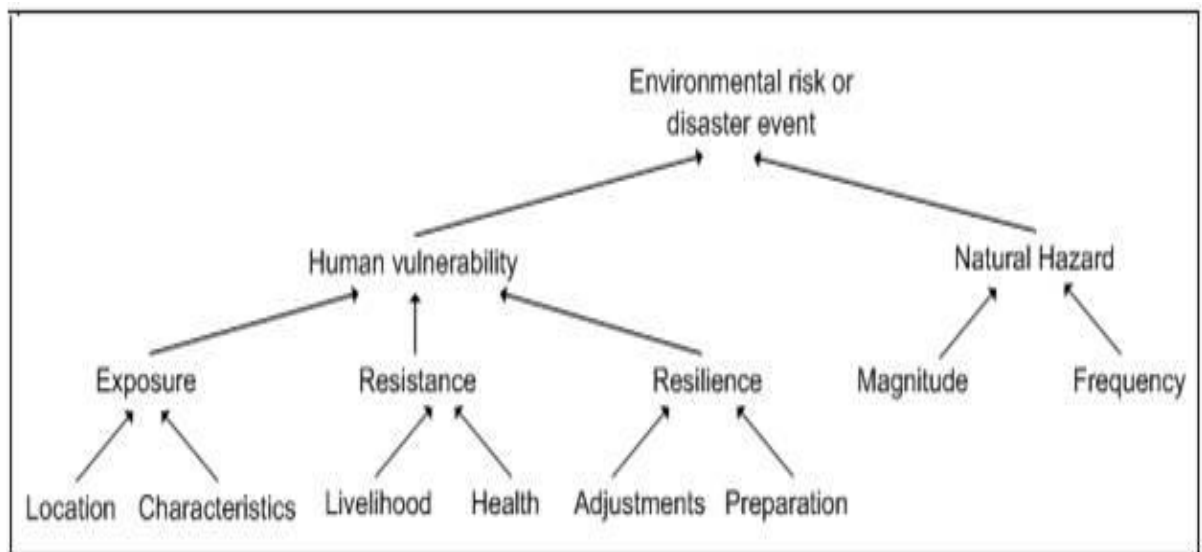 Environmental risk or
disaster event
Human vulnerability
Natural Hazard
Exposure
Resistance
Resilience
Magnitude
Frequency
Location
Characteristics
Livelihood
Health
Adjustments
Preparation